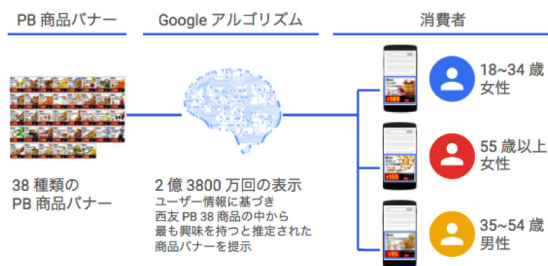 PB 商品バナー
Google アルゴリズム
消費者
38 種類の
PB 商品バナー
2 億 3800 万回の表示
ユーザー情報に基づき
西友 PB 38 商品の中から
最も興味を持つと推定された
商品バナーを提示
18~34 歳
女性
55 歳以上
女性
35~54 歳
男性